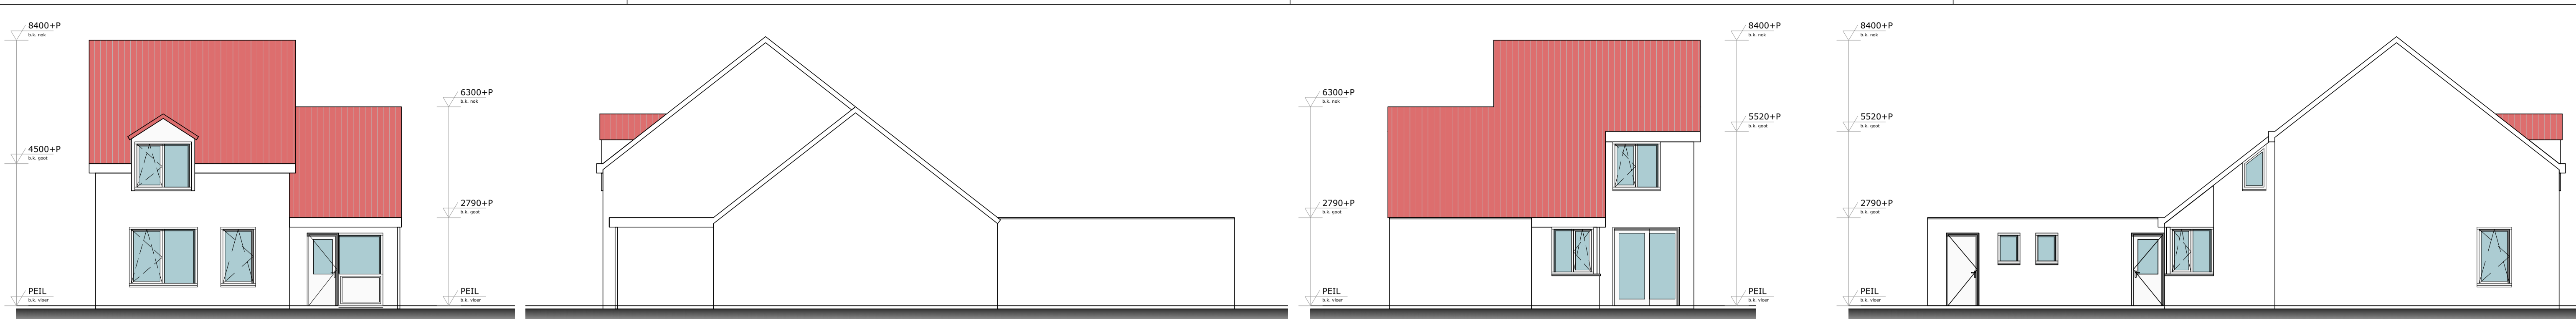 8400+P
b.k. nok
4500+P
b.k. goot
PEIL
b.k. vloer
6300+P
b.k. nok
2790+P
b.k. goot
PEIL
b.k. vloer
6300+P
b.k. nok
2790+P
b.k. goot
PEIL
b.k. vloer
8400+P
b.k. nok
5520+P
b.k. goot
PEIL
b.k. vloer
8400+P
b.k. nok
5520+P
b.k. goot
2790+P
b.k. goot
PEIL
b.k. vloer